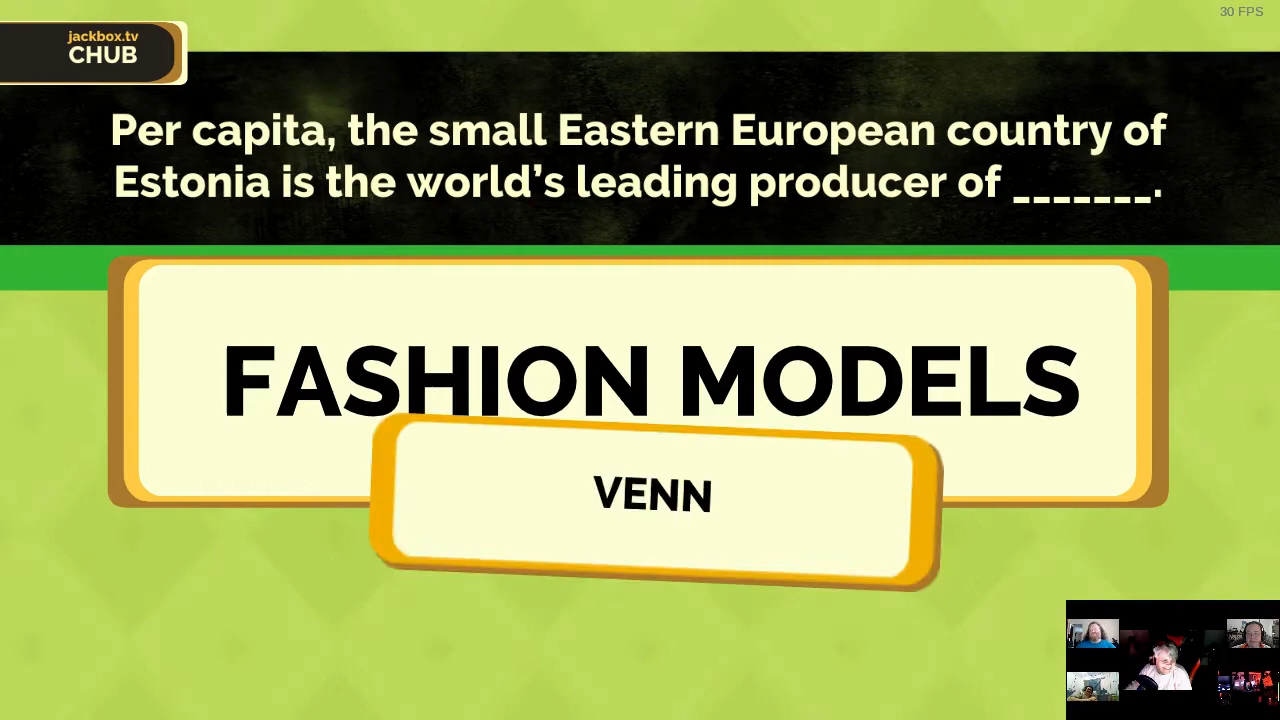 30 FPS
jackbox.tv
CHUB
Per capita, the small Eastern European country of
Estonia is the world’s leading producer of _______.
FASHION MODELS
VENN